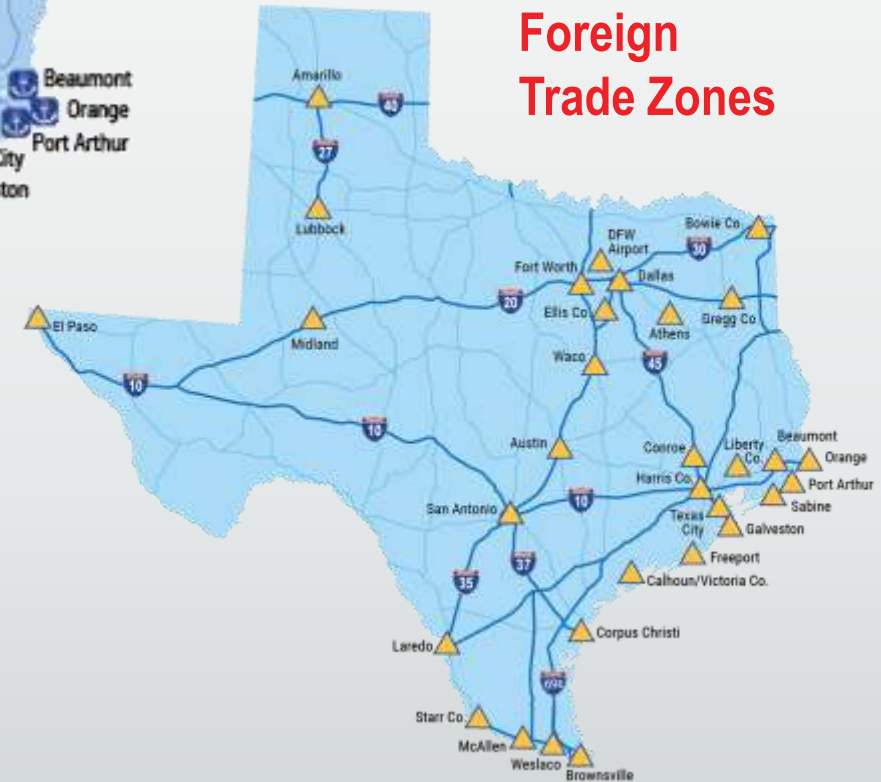 Foreign
Trade Zones
Beaumont
Orange
Port Arthur
City
ton
Amarillo
40
27
Lubbock
Bowie Co.
DFW
Airport
30
Fort Worth
Dallas
20
Ellis Co.
Athens
Gregg Co.
El Paso
Midland
Waco
45
10
10
Austin
Conroe
Liberty
Co.
Beaumont
Orange
Harris Co.
Port Arthur
10
Sabine
San Antonio
Texas
City
Galveston
Freeport
37
35
Calhoun/Victoria Co.
Corpus Christi
Laredo
69E
Starr Co.
McAllen
Weslaco
Brownsville